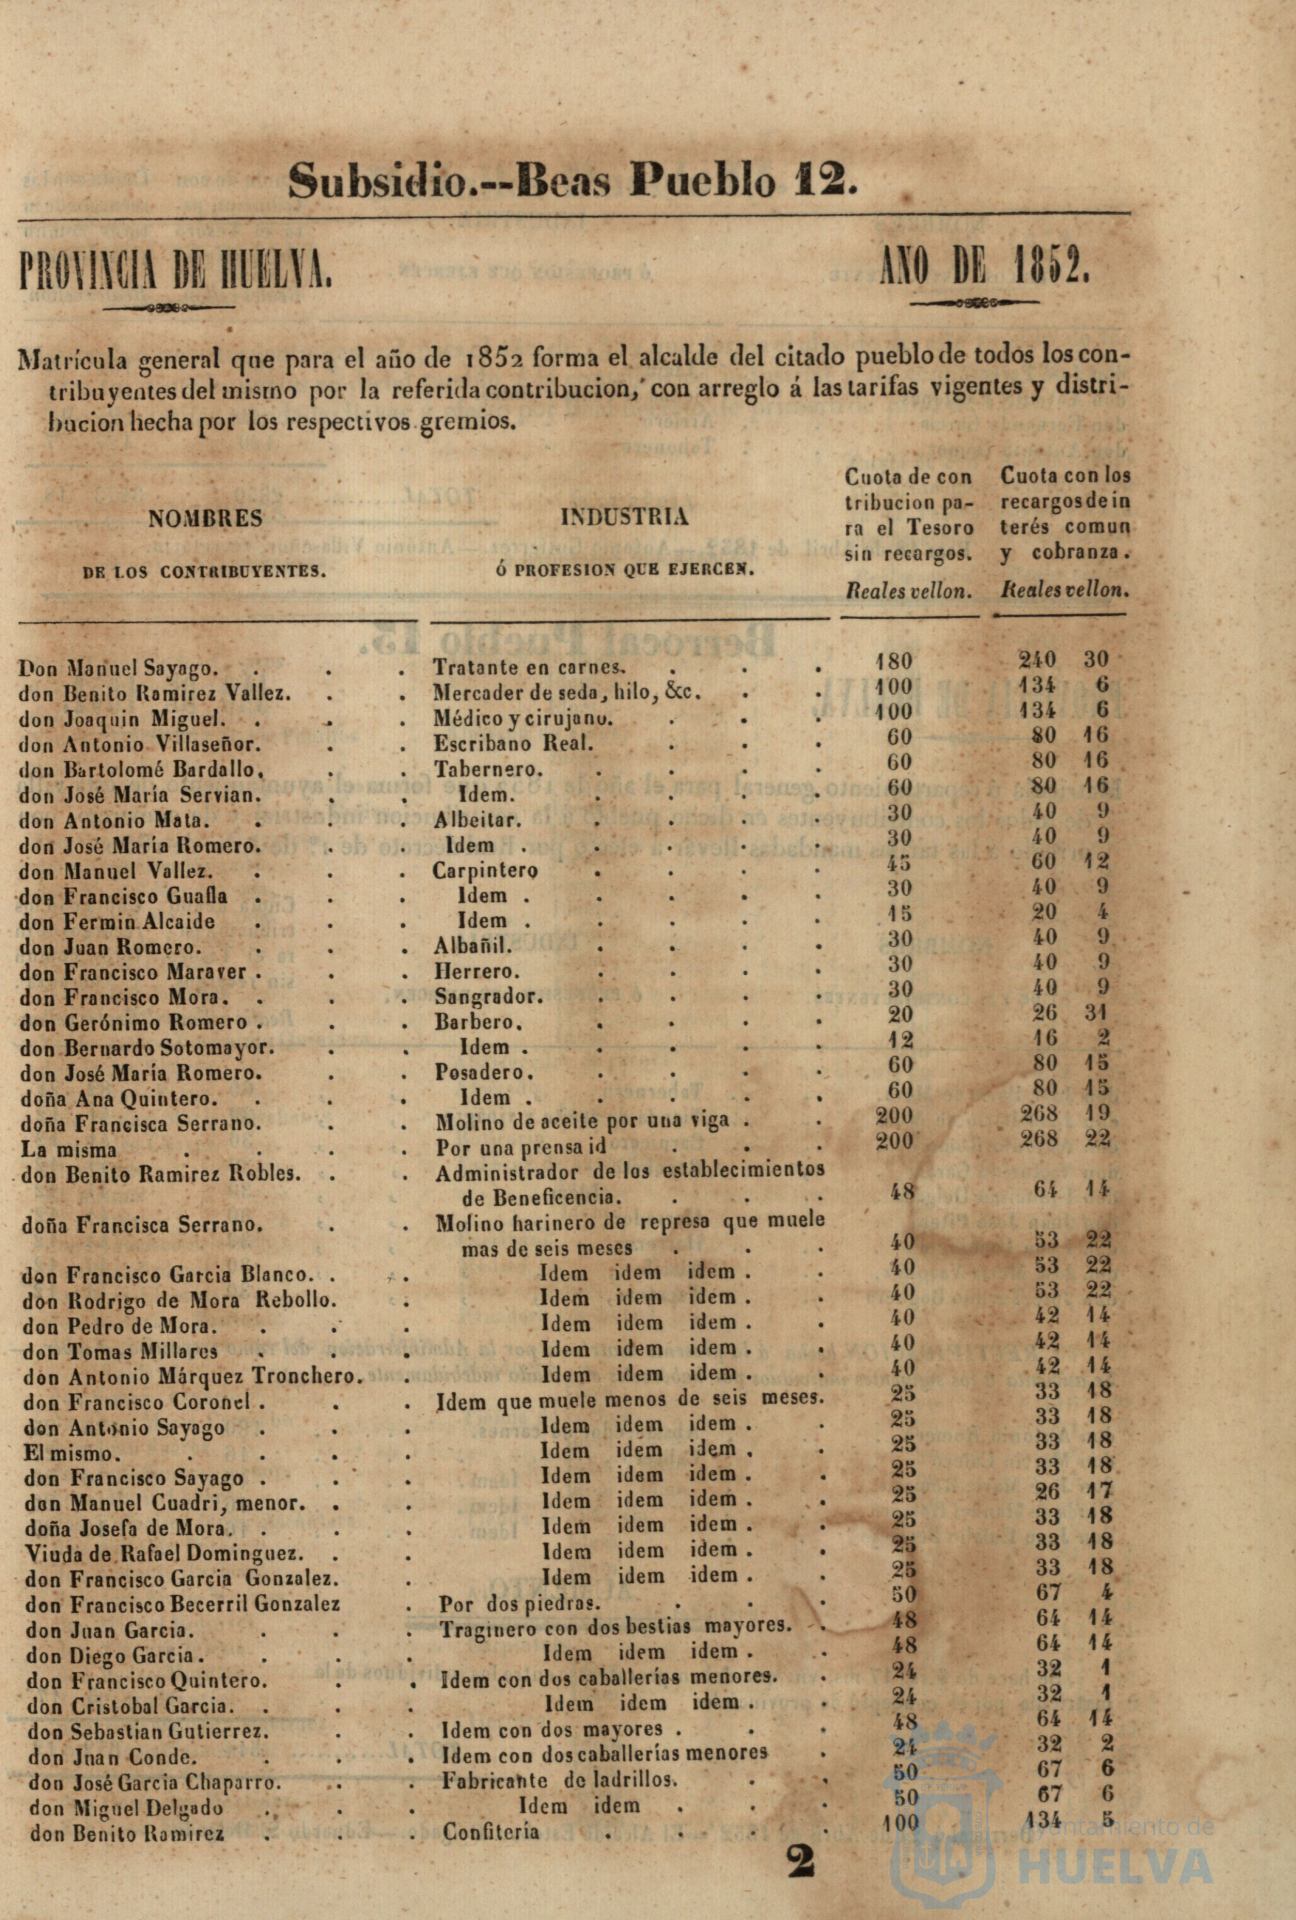 Subsidio.--Beas Pueblo 12.
PROVINCIA DE HUELVA.
AÑO DE 1852.
Matrícula general que para el año de 1852 forma el alcalde del citado pueblo de todos los con-
tribuyentes del mismo por la referida contribucion, con arreglo á las tarifas vigentes y distri-
bucion hecha por los respectivos gremios.
NOMBRES
DE LOS CONTRIBUYENTES.
INDUSTRIA
Ó PROFESION QUE EJERCEN.
Cuota de con
tribucion pa-
ra el Tesoro
sin recargos.
Reales vellon.
Cuota con los
recargos de in
terés comun
y cobranza.
Reales vellon.
Don Manuel Sayago. . . . Tratante en carnes. . . . 180 240 30
don Benito Ramirez Vallez. . . Mercader de seda, hilo, &c. . . 100 134 6
don Joaquin Miguel. . . . Médico y cirujano. . . . 100 134 6
don Antonio Villaseñor. . . Escribano Real. . . . 60 80 16
don Bartolomé Bardallo. . . Tabernero. . . . . 60 80 16
don José María Servian. . . Idem. . . . . 60 80 16
don Antonio Mata. . . . Albeitar. . . . . 30 40 9
don José María Romero. . . Idem . . . . . 30 40 9
don Manuel Vallez. . . . Carpintero . . . . 45 60 12
don Francisco Guafla . . . Idem . . . . . 30 40 9
don Fermin Alcaide . . . Idem . . . . . 15 20 4
don Juan Romero. . . . Albañil. . . . . 30 40 9
don Francisco Maraver . . . Herrero. . . . . 30 40 9
don Francisco Mora. . . . Sangrador. . . . . 30 40 9
don Gerónimo Romero . . . Barbero. . . . . 20 26 31
don Bernardo Sotomayor. . . Idem . . . . . 12 16 2
don José María Romero. . . Posadero. . . . . 60 80 15
doña Ana Quintero. . . . Idem . . . . . 60 80 15
doña Francisca Serrano. . . Molino de aceite por una viga . . 200 268 19
La misma . . . . Por una prensa id . . . 200 268 22
don Benito Ramirez Robles. . . Administrador de los establecimientos
de Beneficencia. . . . 48 64 14
doña Francisca Serrano. . . Molino harinero de represa que muele
mas de seis meses . . . 40 53 22
don Francisco Garcia Blanco. . . Idem idem idem . . 40 53 22
don Rodrigo de Mora Rebollo. . Idem idem idem . . 40 53 22
don Pedro de Mora. . . . Idem idem idem . . 40 42 14
don Tomas Millares . . . Idem idem idem . . 40 42 14
don Antonio Márquez Tronchero. . Idem idem idem . . 40 42 14
don Francisco Coronel . . . Idem que muele menos de seis meses. 25 33 18
don Antonio Sayago . . . Idem idem idem . . 25 33 18
El mismo. . . . . Idem idem idem . . 25 33 18
don Francisco Sayago . . . Idem idem idem . . 25 33 18
don Manuel Cuadri, menor. . . Idem idem idem . . 25 26 17
doña Josefa de Mora. . . . Idem idem idem . . 25 33 18
Viuda de Rafael Dominguez. . . Idem idem idem . . 25 33 18
don Francisco Garcia Gonzalez. . Idem idem idem . . 25 33 18
don Francisco Becerril Gonzalez . Por dos piedras. . . . 50 67 4
don Juan Garcia. . . . Traginero con dos bestias mayores. . 48 64 14
don Diego Garcia . . . . Idem idem idem . . 48 64 14
don Francisco Quintero. . . Idem con dos caballerías menores. . 24 32 1
don Cristobal Garcia. . . . Idem idem idem . . 24 32 1
don Sebastian Gutierrez. . . Idem con dos mayores . . . 48 64 14
don Juan Conde. . . . Idem con dos caballerías menores . 24 32 2
don José Garcia Chaparro. . . Fabricante de ladrillos. . . 50 67 6
don Miguel Delgado . . . Idem idem . . . 50 67 6
don Benito Ramirez . . . Confitería . . . . 100 134 5
2
Ayuntamiento de
HUELVA